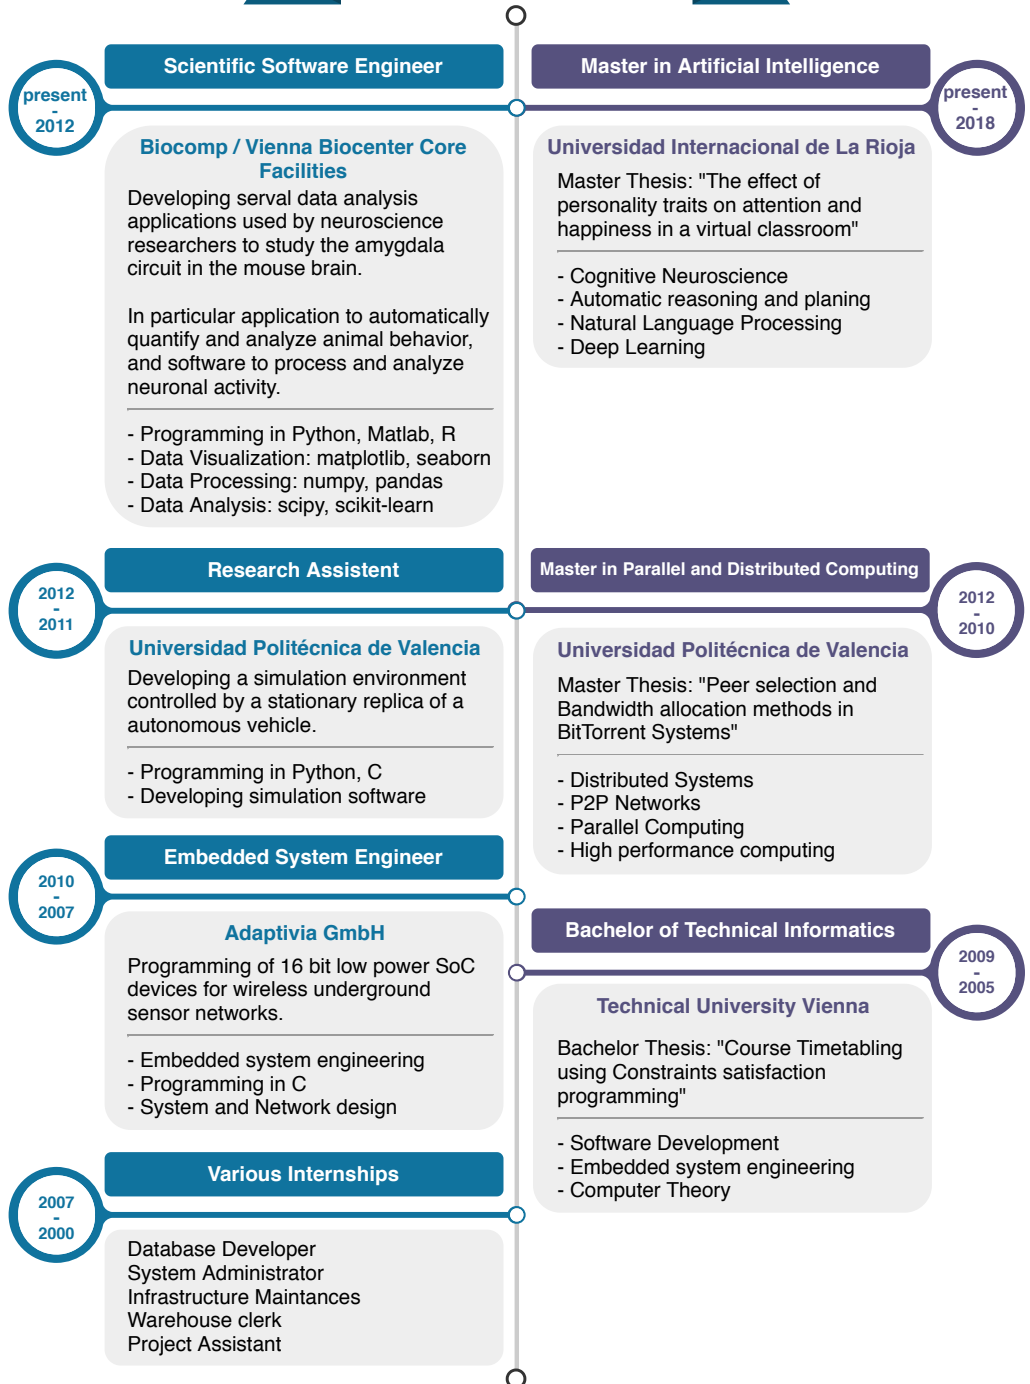 Scientific Software Engineer
present
-
2012
Biocomp / Vienna Biocenter Core
Facilities
Developing serval data analysis
applications used by neuroscience
researchers to study the amygdala
circuit in the mouse brain.
In particular application to automatically
quantify and analyze animal behavior,
and software to process and analyze
neuronal activity.
- Programming in Python, Matlab, R
- Data Visualization: matplotlib, seaborn
- Data Processing: numpy, pandas
- Data Analysis: scipy, scikit-learn
Research Assistent
2012
-
2011
Universidad Politécnica de Valencia
Developing a simulation environment
controlled by a stationary replica of a
autonomous vehicle.
- Programming in Python, C
- Developing simulation software
Embedded System Engineer
2010
-
2007
Adaptivia GmbH
Programming of 16 bit low power SoC
devices for wireless underground
sensor networks.
- Embedded system engineering
- Programming in C
- System and Network design
Various Internships
2007
-
2000
Database Developer
System Administrator
Infrastructure Maintances
Warehouse clerk
Project Assistant
Master in Artificial Intelligence
present
-
2018
Universidad Internacional de La Rioja
Master Thesis: "The effect of
personality traits on attention and
happiness in a virtual classroom"
- Cognitive Neuroscience
- Automatic reasoning and planing
- Natural Language Processing
- Deep Learning
Master in Parallel and Distributed Computing
2012
-
2010
Universidad Politécnica de Valencia
Master Thesis: "Peer selection and
Bandwidth allocation methods in
BitTorrent Systems"
- Distributed Systems
- P2P Networks
- Parallel Computing
- High performance computing
Bachelor of Technical Informatics
2009
-
2005
Technical University Vienna
Bachelor Thesis: "Course Timetabling
using Constraints satisfaction
programming"
- Software Development
- Embedded system engineering
- Computer Theory